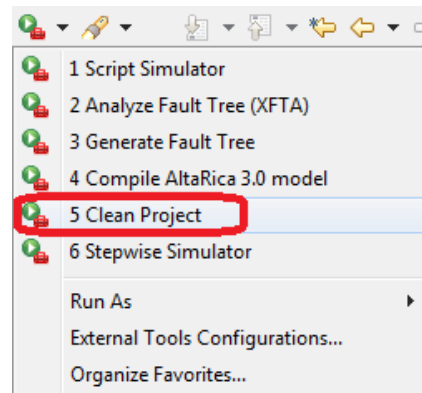 1 Script Simulator
2 Analyze Fault Tree (XFTA)
3 Generate Fault Tree
4 Compile AltaRica 3.0 model
5 Clean Project
6 Stepwise Simulator
Run As
External Tools Configurations...
Organize Favorites...